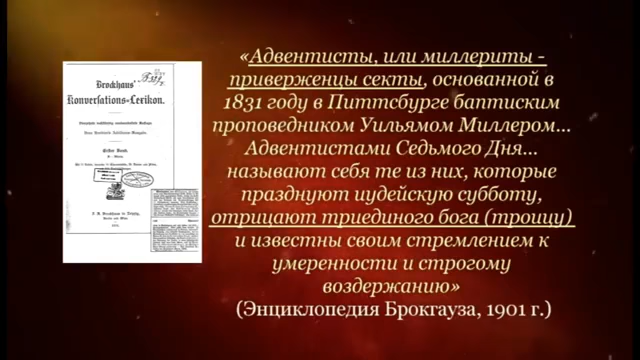 Brockhaus'
Konversations=Lexikon.
«Адвентисты, или миллериты -
приверженцы секты, основанной в
1831 году в Питтсбурге баптиским
проповедником Уильямом Миллером...
Адвентистами Седьмого Дня...
называют себя те из них, которые
празднуют иудейскую субботу,
отрицают триединого бога (троицу)
и известны своим стремлением к
умеренности и строгому
воздержанию»
(Энциклопедия Брокгауза, 1901 г.)